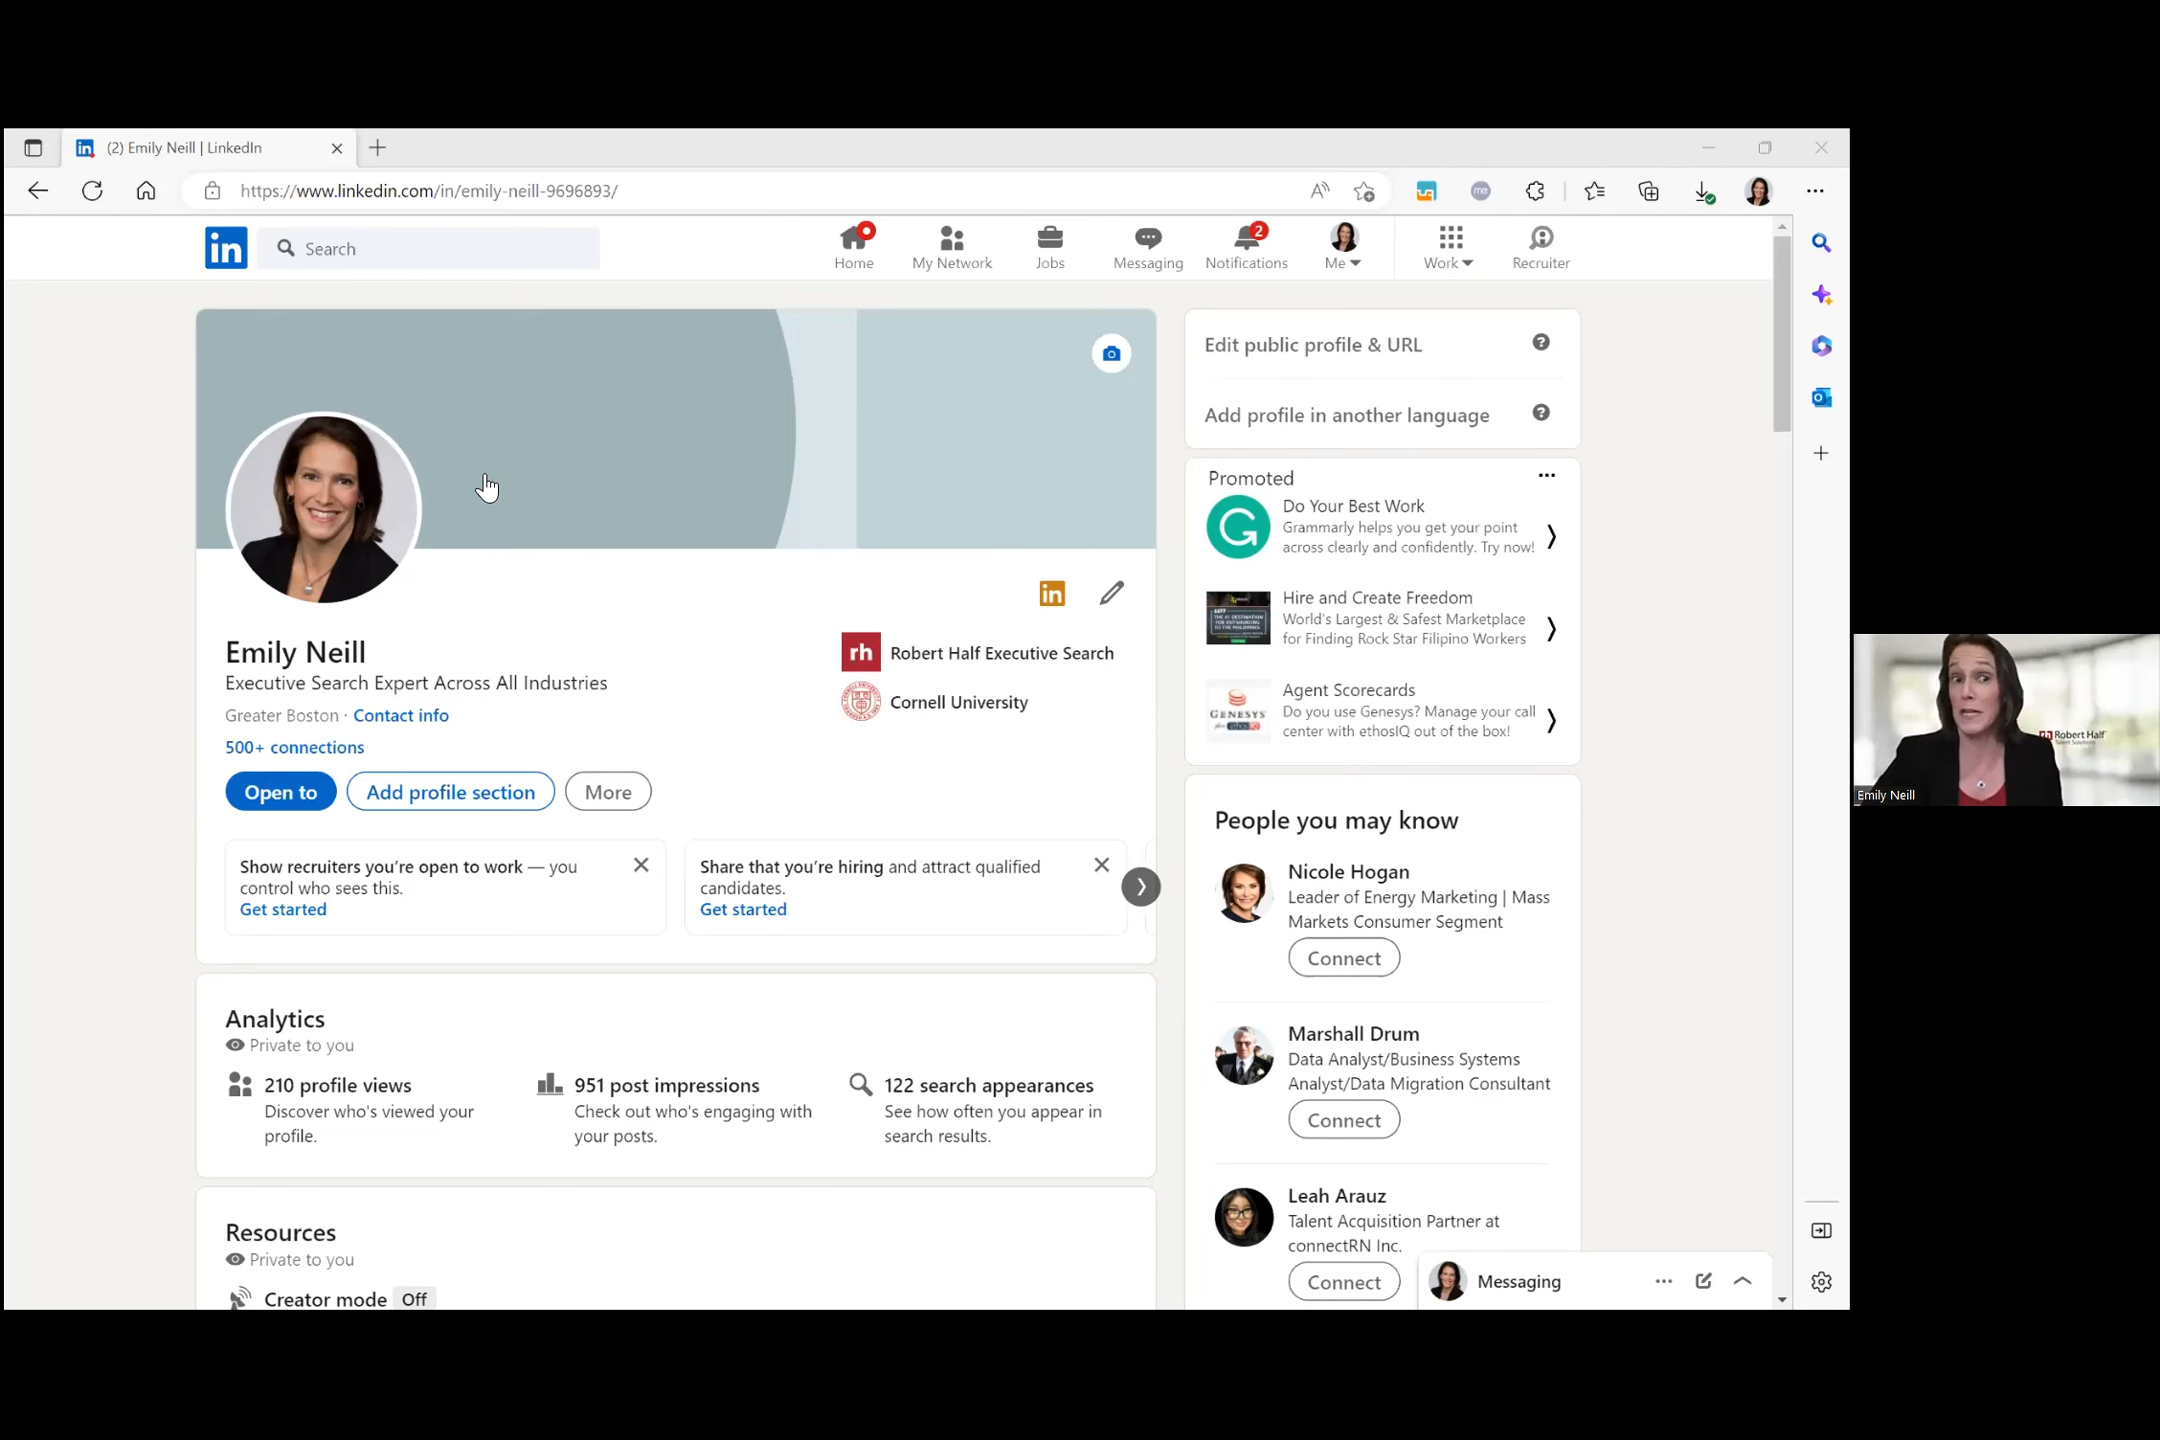 (2) Emily Neill | LinkedIn
https://www.linkedin.com/in/emily-neill-9696893/
in
Search
Home
My Network
Jobs
Messaging
2
Notifications
Me
Work
Recruiter
Edit public profile & URL
Add profile in another language
Promoted
Do Your Best Work
Grammarly helps you get your point
across clearly and confidently. Try now!
Hire and Create Freedom
World's Largest & Safest Marketplace
for Finding Rock Star Filipino Workers
GENESYS
Agent Scorecards
Do you use Genesys? Manage your call
center with ethosIQ out of the box!
in
Emily Neill
Executive Search Expert Across All Industries
Greater Boston · Contact info
500+ connections
rh Robert Half Executive Search
Cornell University
Open to
Add profile section
More
Show recruiters you're open to work — you
control who sees this.
Get started
Share that you're hiring and attract qualified
candidates.
Get started
Analytics
Private to you
210 profile views
Discover who's viewed your
profile.
951 post impressions
Check out who's engaging with
your posts.
122 search appearances
See how often you appear in
search results.
Resources
Private to you
Creator mode Off
People you may know
Nicole Hogan
Leader of Energy Marketing | Mass
Markets Consumer Segment
Connect
Marshall Drum
Data Analyst/Business Systems
Analyst/Data Migration Consultant
Connect
Leah Arauz
Talent Acquisition Partner at
connectRN Inc.
Connect
Messaging
rh Robert Half
Talent Solutions
Emily Neill